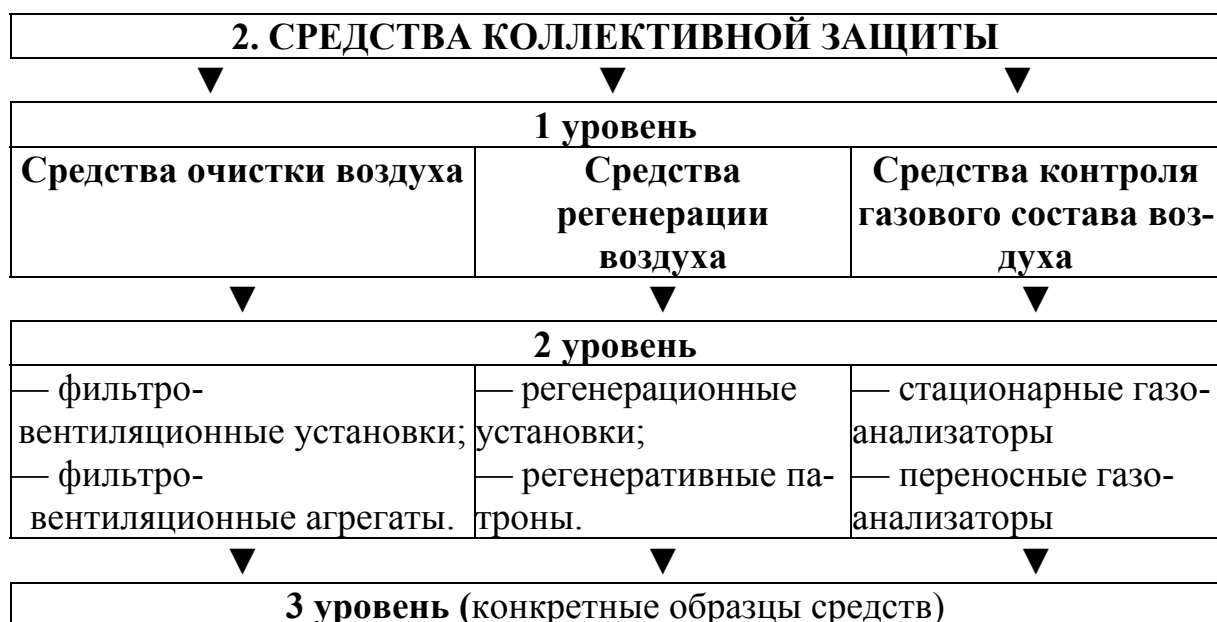 2. СРЕДСТВА КОЛЛЕКТИВНОЙ ЗАЩИТЫ
1 уровень
Средства очистки воздуха
Средства
регенерации
воздуха
Средства контроля
газового состава воз-
духа
2 уровень
— фильтро-
вентиляционные установки;
— фильтро-
вентиляционные агрегаты.
— регенерационные
установки;
— регенеративные па-
троны.
— стационарные газо-
анализаторы
— переносные газо-
анализаторы
3 уровень (конкретные образцы средств)